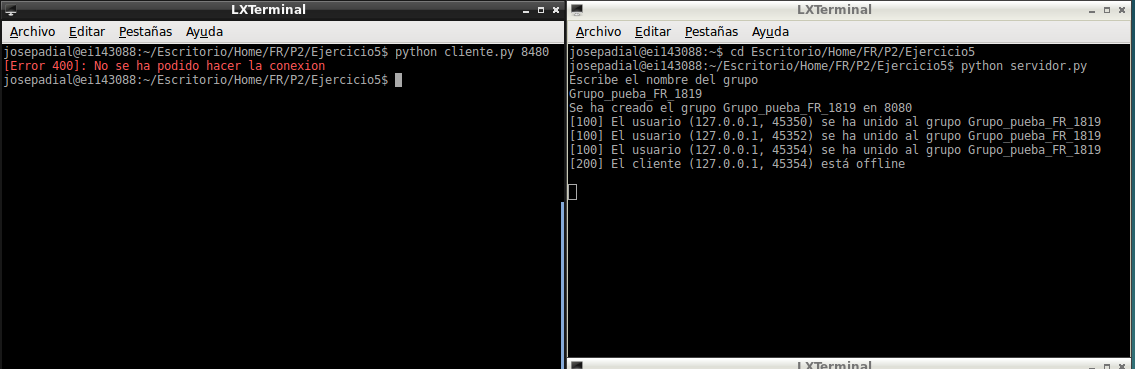 LXTerminal
Archivo Editar Pestañas Ayuda
josepadial@ei143088:~/Escritorio/Home/FR/P2/Ejercicio5$ python cliente.py 8480
[Error 400]: No se ha podido hacer la conexion
josepadial@ei143088:~/Escritorio/Home/FR/P2/Ejercicio5$
LXTerminal
Archivo Editar Pestañas Ayuda
josepadial@ei143088:~$ cd Escritorio/Home/FR/P2/Ejercicio5
josepadial@ei143088:~/Escritorio/Home/FR/P2/Ejercicio5$ python servidor.py
Escribe el nombre del grupo
Grupo_pueba_FR_1819
Se ha creado el grupo Grupo_pueba_FR_1819 en 8080
[100] El usuario (127.0.0.1, 45350) se ha unido al grupo Grupo_pueba_FR_1819
[100] El usuario (127.0.0.1, 45352) se ha unido al grupo Grupo_pueba_FR_1819
[100] El usuario (127.0.0.1, 45354) se ha unido al grupo Grupo_pueba_FR_1819
[200] El cliente (127.0.0.1, 45354) está offline
LXTerminal